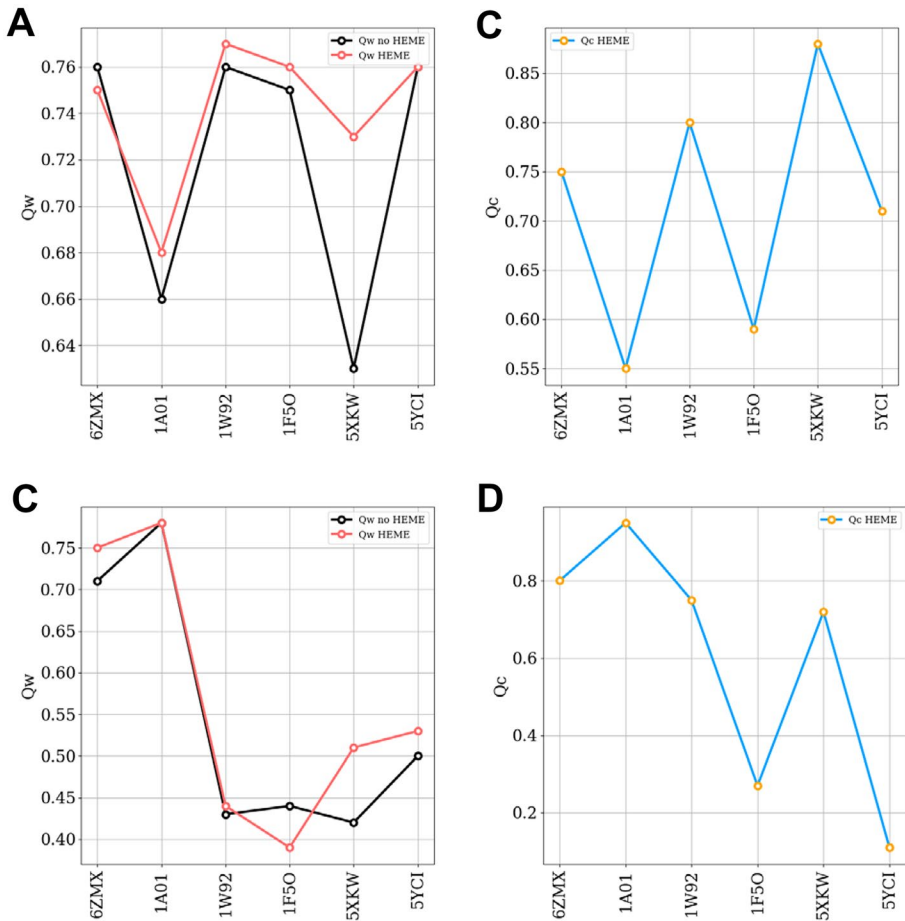 A
Qw no HEME
Qw HEME
0.76
0.74
0.72
0.70
0.68
0.66
0.64
Qw
6ZMX
1A01
1W92
1F5O
5XKW
5YCI
C
Qc HEME
0.85
0.80
0.75
0.70
0.65
0.60
0.55
Qc
6ZMX
1A01
1W92
1F5O
5XKW
5YCI
C
Qw no HEME
Qw HEME
0.75
0.70
0.65
0.60
0.55
0.50
0.45
0.40
Qw
6ZMX
1A01
1W92
1F5O
5XKW
5YCI
D
Qc HEME
0.8
0.6
0.4
0.2
Qc
6ZMX
1A01
1W92
1F5O
5XKW
5YCI